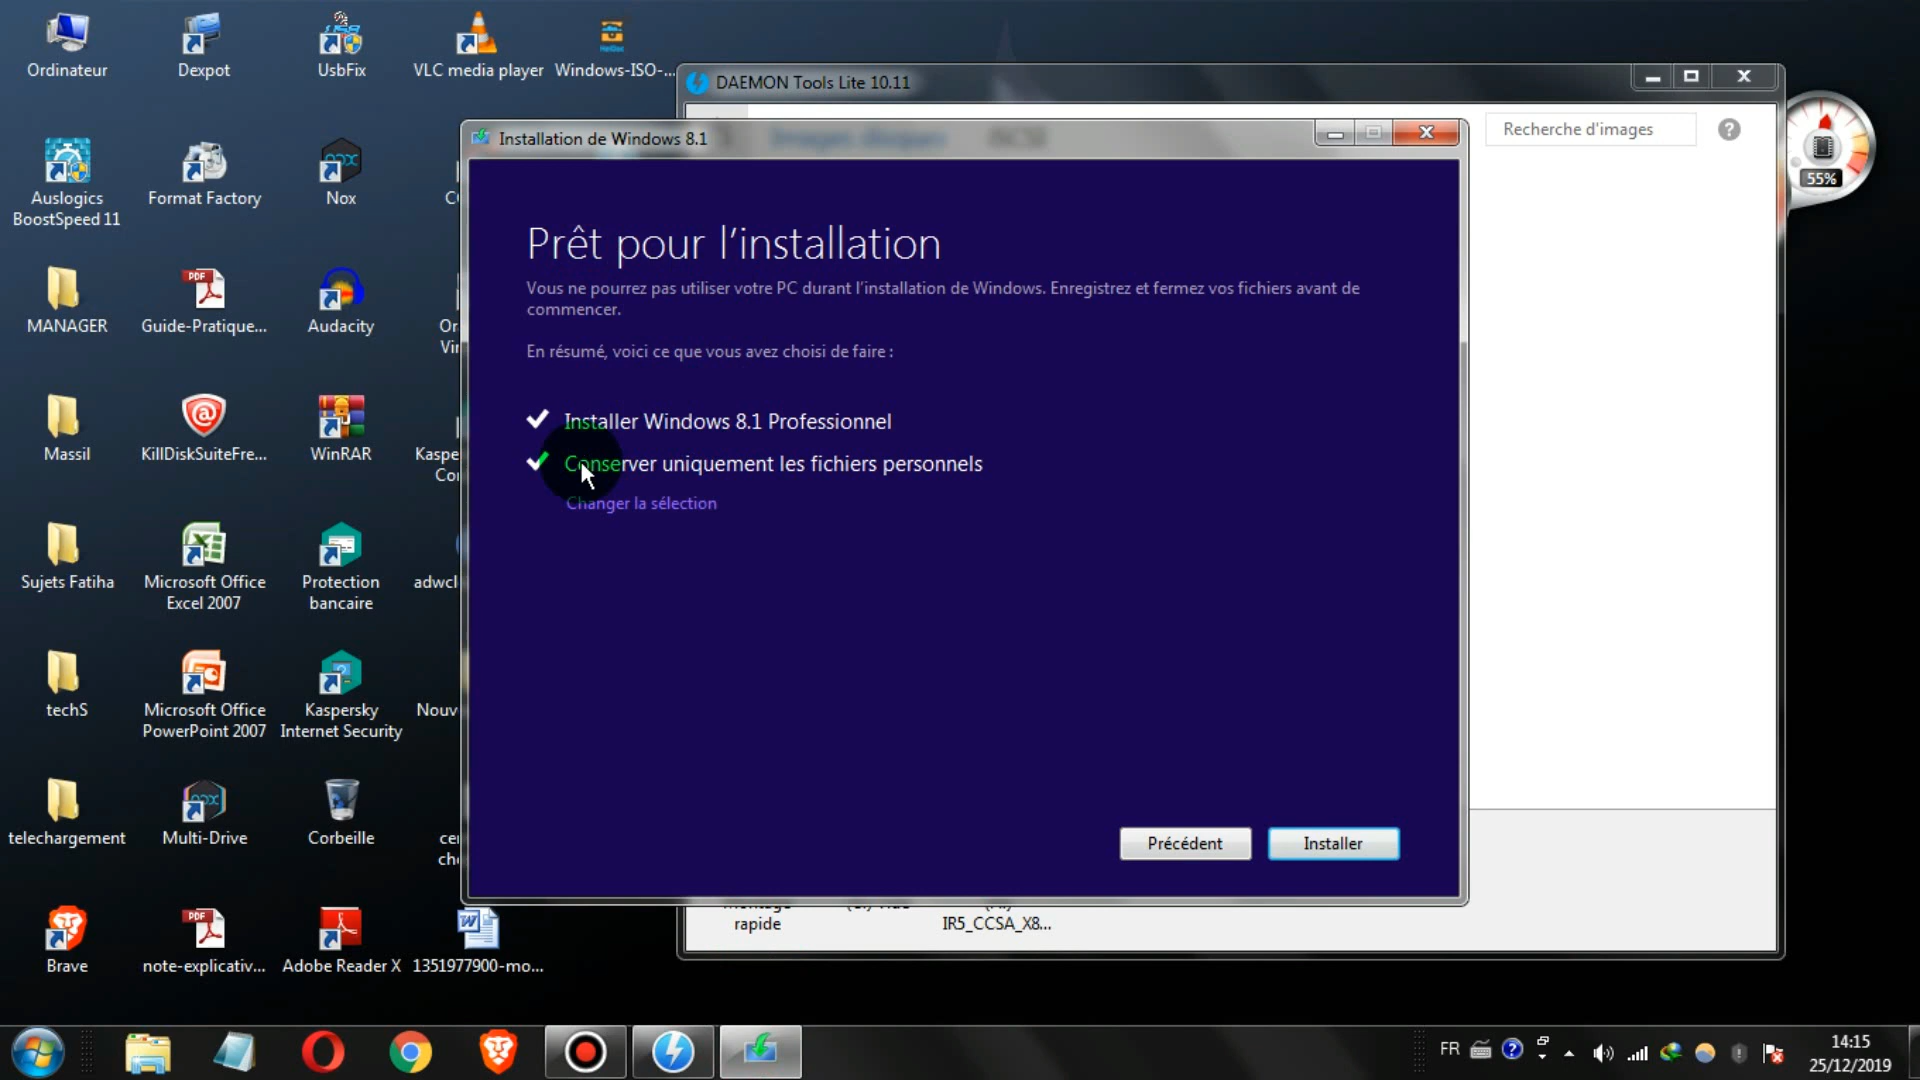 Ordinateur
Dexpot
UsbFix
VLC media player
Windows-ISO-...
DAEMON Tools Lite 10.11
Recherche d'images
55%
Installation de Windows 8.1
Auslogics
BoostSpeed 11
Format Factory
Nox
Prêt pour l'installation
Vous ne pourrez pas utiliser votre PC durant l'installation de Windows. Enregistrez et fermez vos fichiers avant de
commencer.
En résumé, voici ce que vous avez choisi de faire :
Installer Windows 8.1 Professionnel
Conserver uniquement les fichiers personnels
Changer la sélection
Précédent
Installer
MANAGER
Guide-Pratique...
Audacity
Massil
KillDiskSuiteFre...
WinRAR
Kaspe
Sujets Fatiha
Microsoft Office
Excel 2007
Protection
bancaire
adwcl
techS
Microsoft Office
PowerPoint 2007
Kaspersky
Internet Security
Nouv
telechargement
Multi-Drive
Corbeille
Brave
note-explicativ...
Adobe Reader X
1351977900-mo...
rapide
IR5_CCSA_X8...
FR
14:15
25/12/2019